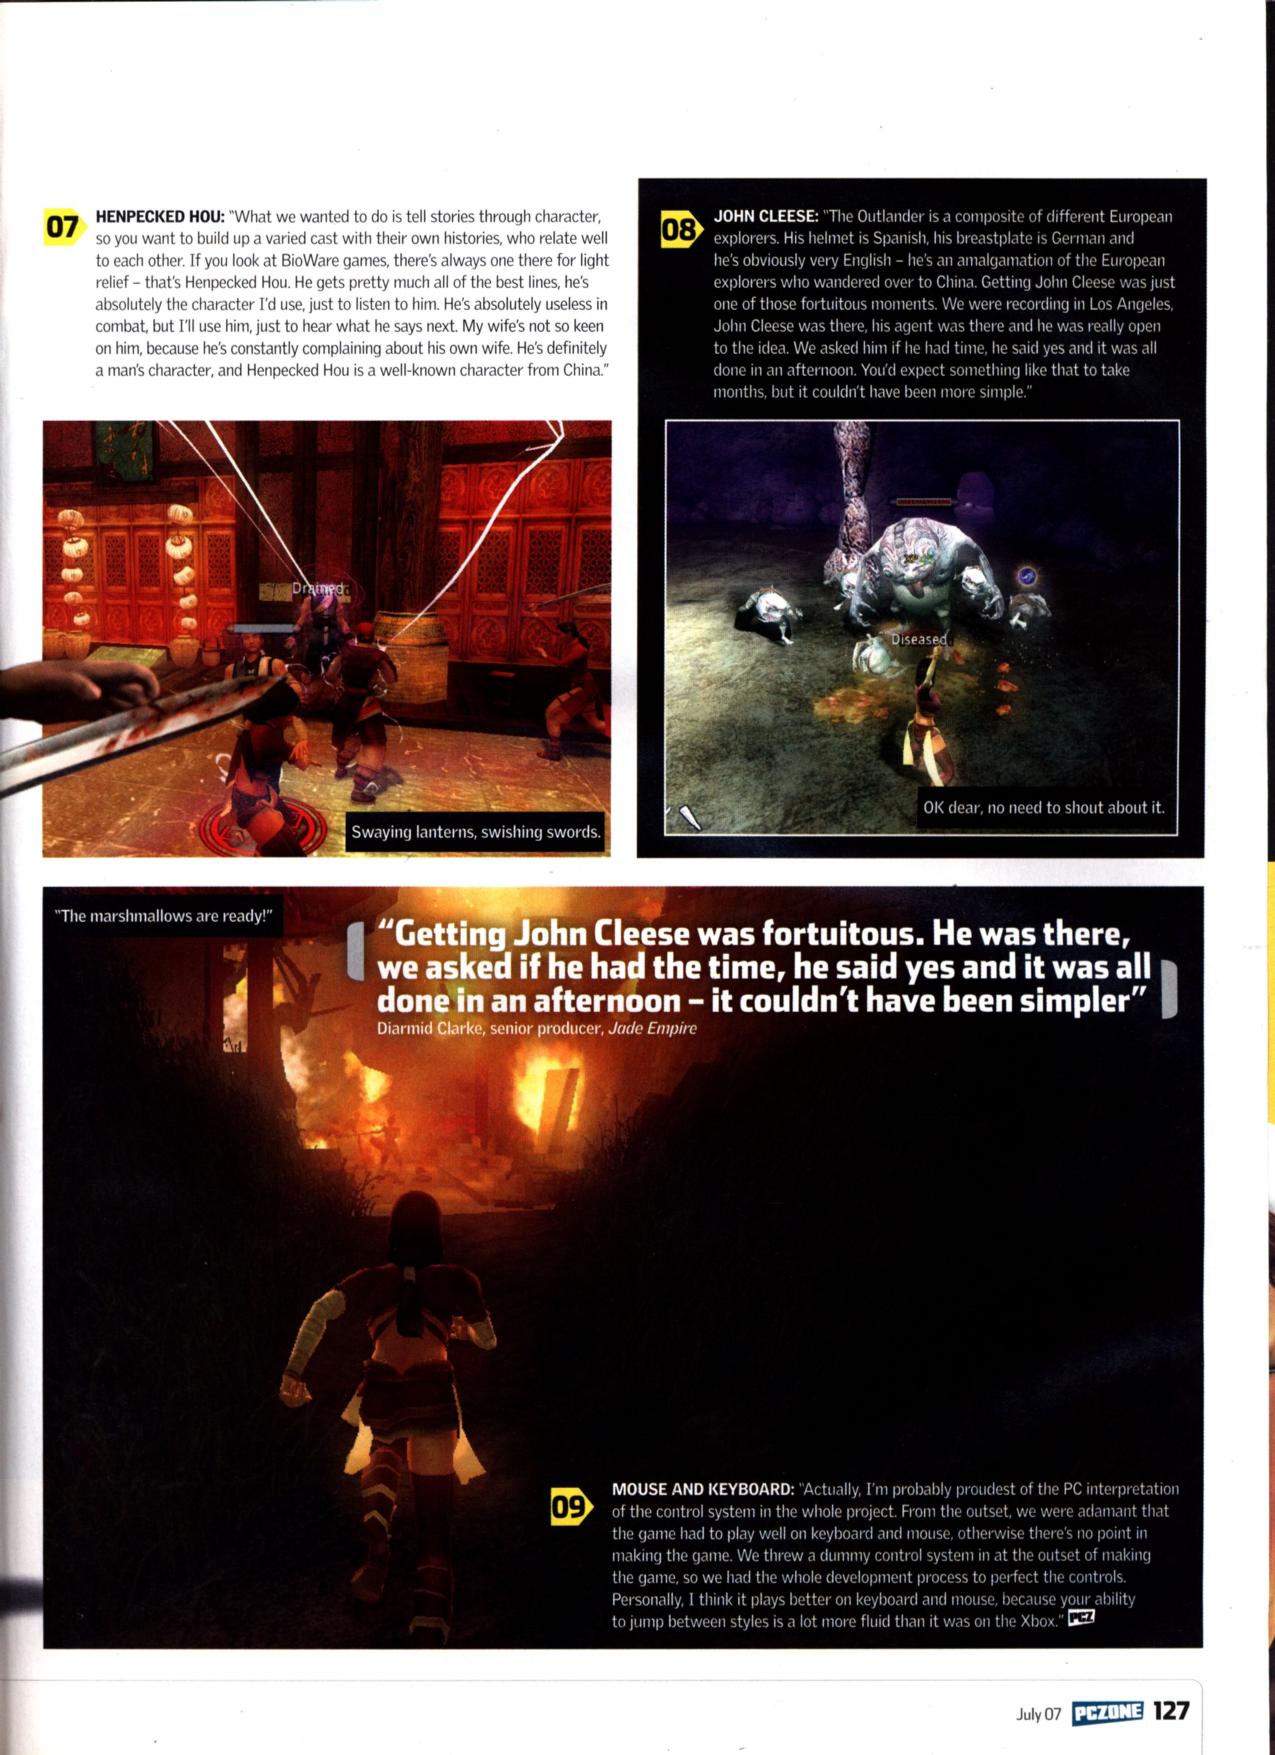 07
HENPECKED HOU: "What we wanted to do is tell stories through character,
so you want to build up a varied cast with their own histories, who relate well
to each other. If you look at BioWare games, there's always one there for light
relief – that's Henpecked Hou. He gets pretty much all of the best lines, he's
absolutely the character I'd use, just to listen to him. He's absolutely useless in
combat, but I'll use him, just to hear what he says next. My wife's not so keen
on him, because he's constantly complaining about his own wife. He's definitely
a man's character, and Henpecked Hou is a well-known character from China."
Drained
Swaying lanterns, swishing swords.
08
JOHN CLEESE: "The Outlander is a composite of different European
explorers. His helmet is Spanish, his breastplate is German and
he's obviously very English – he's an amalgamation of the European
explorers who wandered over to China. Getting John Cleese was just
one of those fortuitous moments. We were recording in Los Angeles,
John Cleese was there, his agent was there and he was really open
to the idea. We asked him if he had time, he said yes and it was all
done in an afternoon. You'd expect something like that to take
months, but it couldn't have been more simple."
Diseased
OK dear, no need to shout about it.
"The marshmallows are ready!"
"Getting John Cleese was fortuitous. He was there,
we asked if he had the time, he said yes and it was all
done in an afternoon – it couldn't have been simpler"
Diarmid Clarke, senior producer, Jade Empire
09
MOUSE AND KEYBOARD: "Actually, I'm probably proudest of the PC interpretation
of the control system in the whole project. From the outset, we were adamant that
the game had to play well on keyboard and mouse, otherwise there's no point in
making the game. We threw a dummy control system in at the outset of making
the game, so we had the whole development process to perfect the controls.
Personally, I think it plays better on keyboard and mouse, because your ability
to jump between styles is a lot more fluid than it was on the Xbox." PCZ
July 07 PCZONE 127